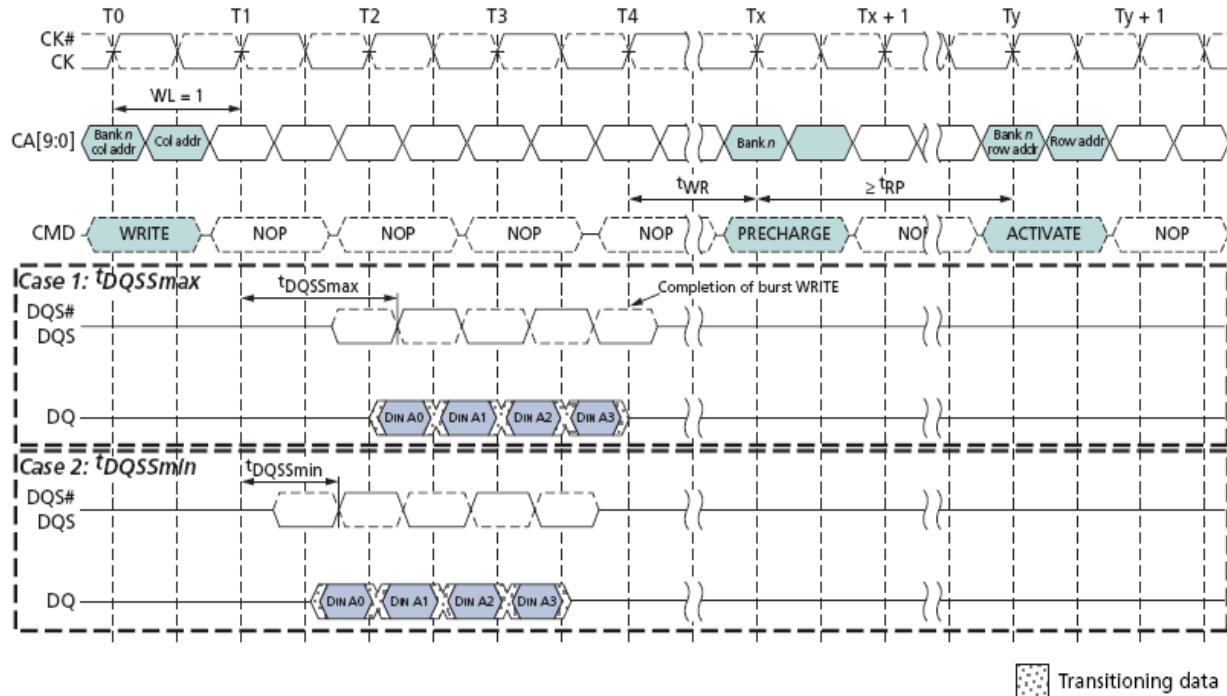 T0 T1 T2 T3 T4 Tx Tx + 1 Ty Ty + 1
CK#
CK
WL = 1
CA[9:0]
Bank n
col addr
Col addr
Bank n
Bank n
row addr
Row addr
tWR
≥ tRP
CMD WRITE NOP NOP NOP NOP PRECHARGE NOP ACTIVATE NOP
Case 1: tDQSSmax
tDQSSmax
Completion of burst WRITE
DQS#
DQS
DQ DIN A0 DIN A1 DIN A2 DIN A3
Case 2: tDQSSmin
tDQSSmin
DQS#
DQS
DQ DIN A0 DIN A1 DIN A2 DIN A3
Transitioning data